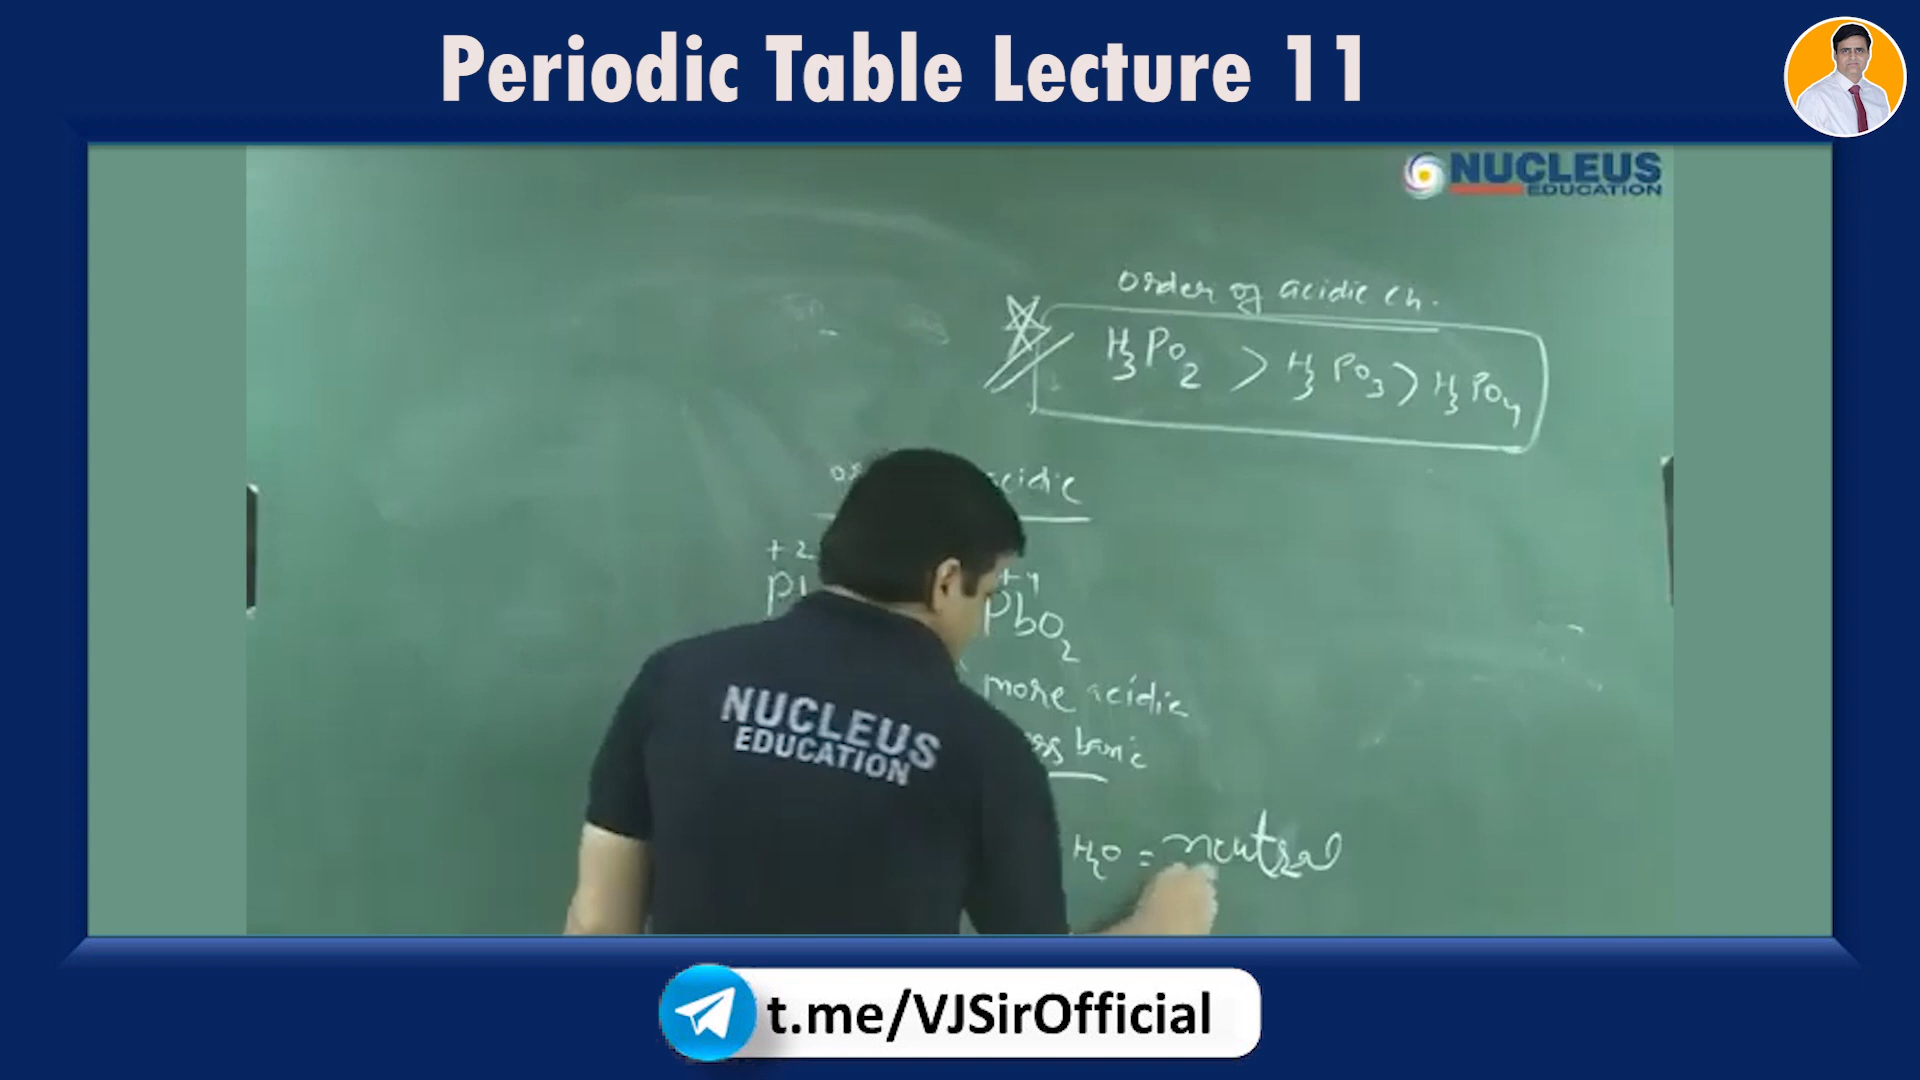 Periodic Table Lecture 11
NUCLEUS
EDUCATION
order of acidic ch.
H3PO2 > H3PO3 > H3PO4
acidic
+2
+4
PbO2
more acidic
basic
H2O = neutral
NUCLEUS
EDUCATION
t.me/VJSirOfficial